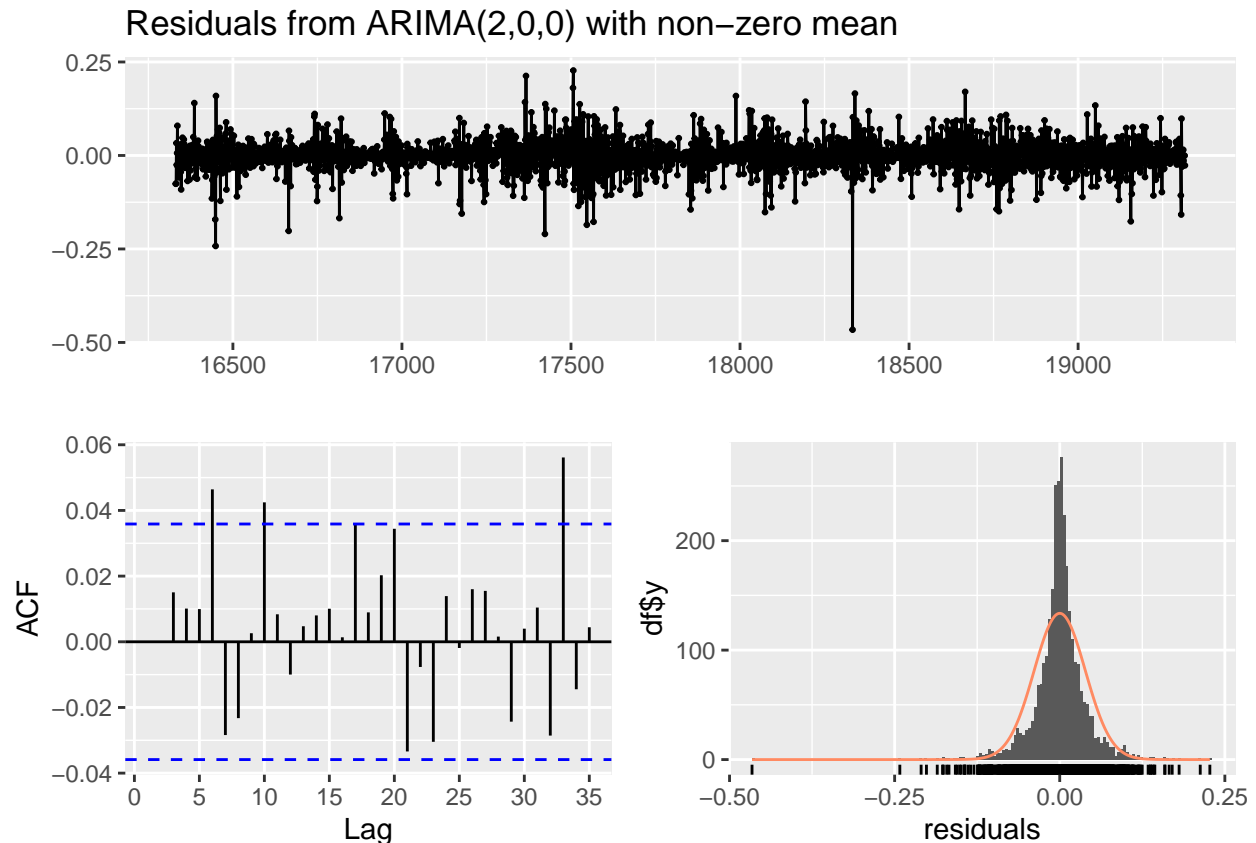 Residuals from ARIMA(2,0,0) with non−zero mean
0.25
0.00
−0.25
−0.50
16500 17000 17500 18000 18500 19000
0.06
0.04
0.02
0.00
−0.02
−0.04
ACF
0 5 10 15 20 25 30 35
Lag
200
100
0
df$y
−0.50 −0.25 0.00 0.25
residuals